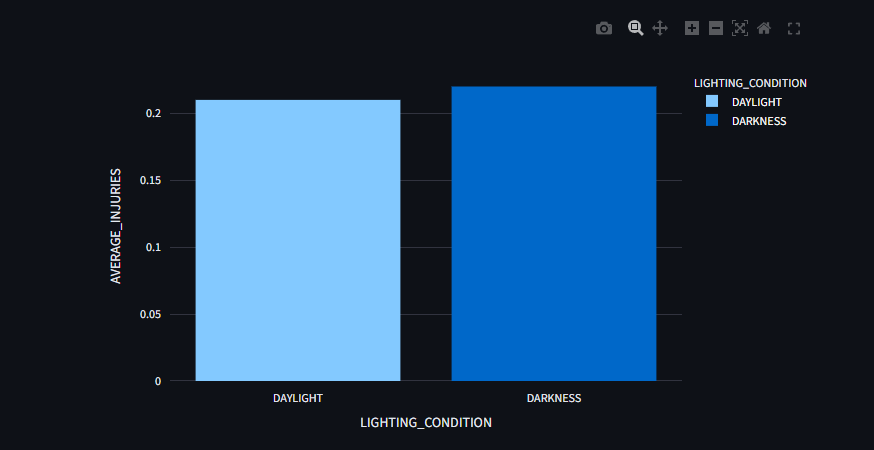 LIGHTING_CONDITION
DAYLIGHT
DARKNESS
AVERAGE_INJURIES
0.2
0.15
0.1
0.05
0
DAYLIGHT
DARKNESS
LIGHTING_CONDITION